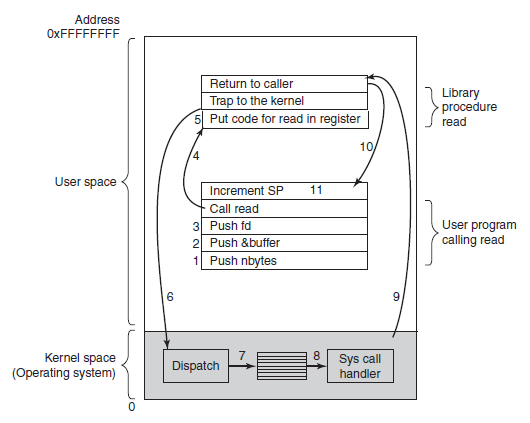 Address
0xFFFFFFFF
Return to caller
Trap to the kernel
5 Put code for read in register
Library
procedure
read
4
10
User space
Increment SP 11
Call read
3 Push fd
2 Push &buffer
1 Push nbytes
User program
calling read
6
9
Kernel space
(Operating system)
Dispatch
7
8
Sys call
handler
0